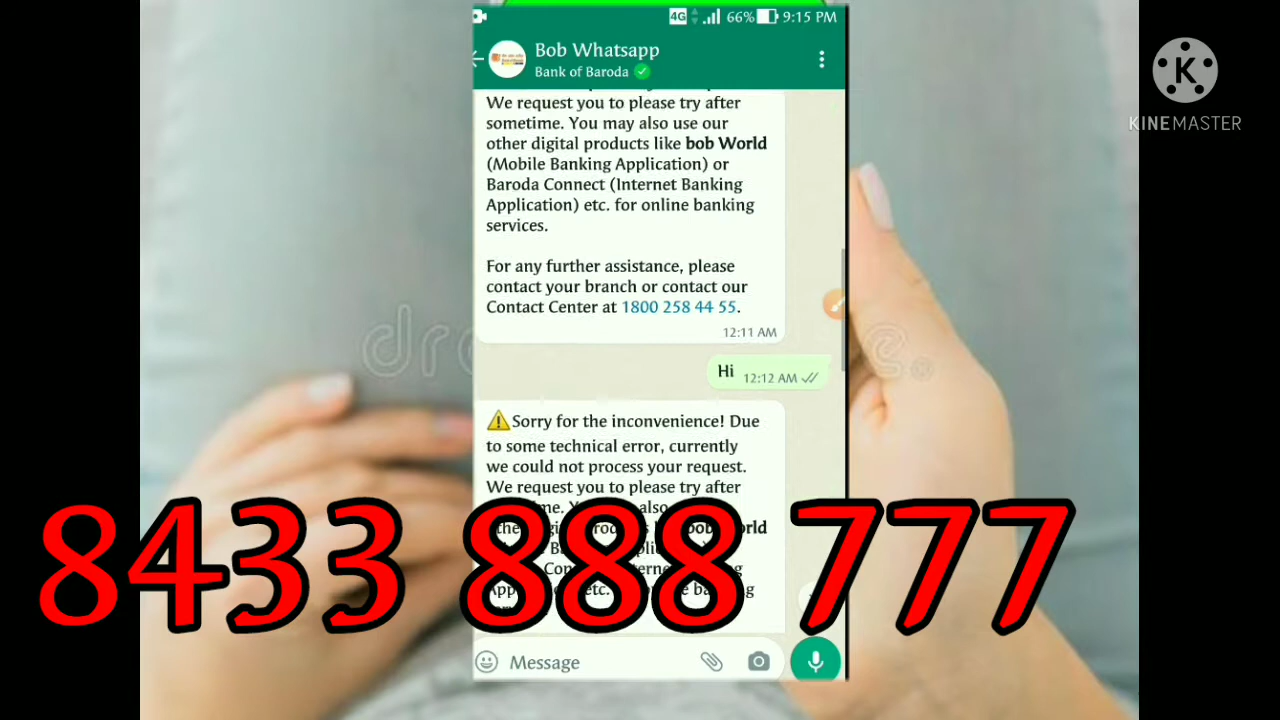 4G 66% 9:15 PM
Bob Whatsapp
Bank of Baroda
We request you to please try after
sometime. You may also use our
other digital products like bob World
(Mobile Banking Application) or
Baroda Connect (Internet Banking
Application) etc. for online banking
services.
For any further assistance, please
contact your branch or contact our
Contact Center at 1800 258 44 55.
12:11 AM
Hi 12:12 AM
Sorry for the inconvenience! Due
to some technical error, currently
we could not process your request.
We request you to please try after
8433 888 777
Message
K
KINEMASTER